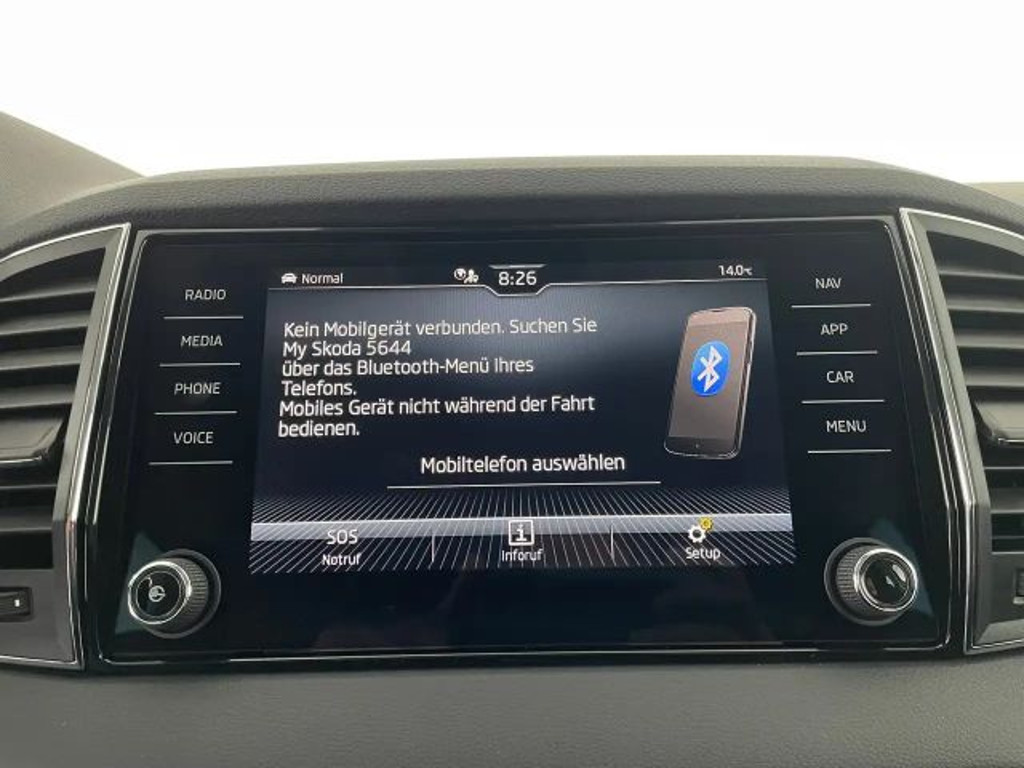 Normal
8:26
14.0°C
RADIO
MEDIA
PHONE
VOICE
Kein Mobilgerät verbunden. Suchen Sie
My Skoda 5644
über das Bluetooth-Menü Ihres
Telefons.
Mobiles Gerät nicht während der Fahrt
bedienen.
Mobiltelefon auswählen
SOS
Notruf
i
Inforuf
Setup
NAV
APP
CAR
MENU